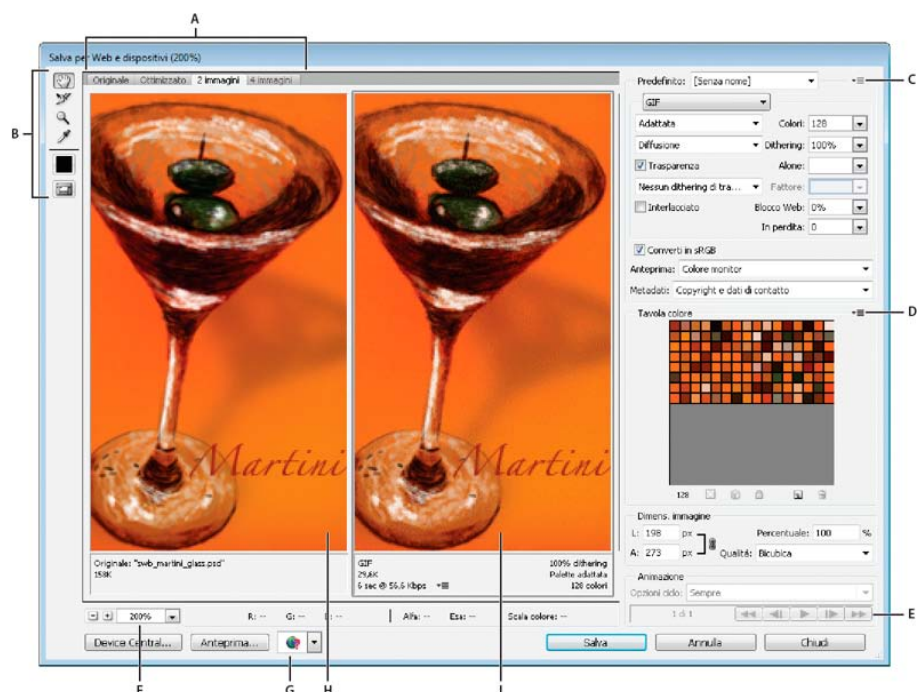 A
Salva per Web e dispositivi (200%)
B
Originale Ottimizzato 2 immagini 4 immagini
Predefinito: [Senza nome]
C
GIF
Adattata Colori: 128
Diffusione Dithering: 100%
Trasparenza Alone:
Nessun dithering di tra... Fattore:
Interlacciato Blocco Web: 0%
In perdita: 0
Converti in sRGB
Anteprima: Colore monitor
Metadati: Copyright e dati di contatto
Tavola colore
D
Martini
Martini
128
Dimens. immagine
L: 198 px Percentuale: 100 %
A: 273 px Qualità: Bicubica
Originale: "swb_martini_glass.psd"
158K
GIF 100% dithering
29,6K Palette adattata
6 sec @ 56.6 Kbps 128 colori
Animazione
Opzioni ciclo: Sempre
1 di 1
E
200% R: -- G: -- B: -- Alfa: -- Esa: -- Scala colore: --
Device Central... Anteprima... Salva Annulla Chiudi
F G H I